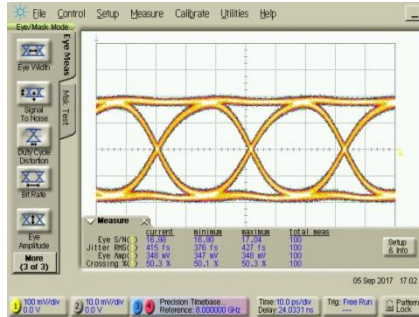 File Control Setup Measure Calibrate Utilities Help
Eye/Mask Mode
Eye Meas
Msk Test
Eye Width
Signal
To Noise
Duty Cycle
Distortion
Bit Rate
Eye
Amplitude
More
(3 of 3)
Measure
current minimum maximum total meas
Eye S/N( ) 16.98 16.90 17.04 100
Jitter RMS( ) 415 fs 376 fs 427 fs 100
Eye Amp( ) 348 mV 347 mV 348 mV 100
Crossing %( ) 50.3 % 50.1 % 50.3 % 100
Setup
& Info
05 Sep 2017 17:02
1 100 mV/div
0.0 V
2 10.0 mV/div
0.0 V
3 4 Precision Timebase...
Reference: 8.000000 GHz
Time: 10.0 ps/div
Delay: 24.0331 ns
Trig: Free Run
Pattern
Lock